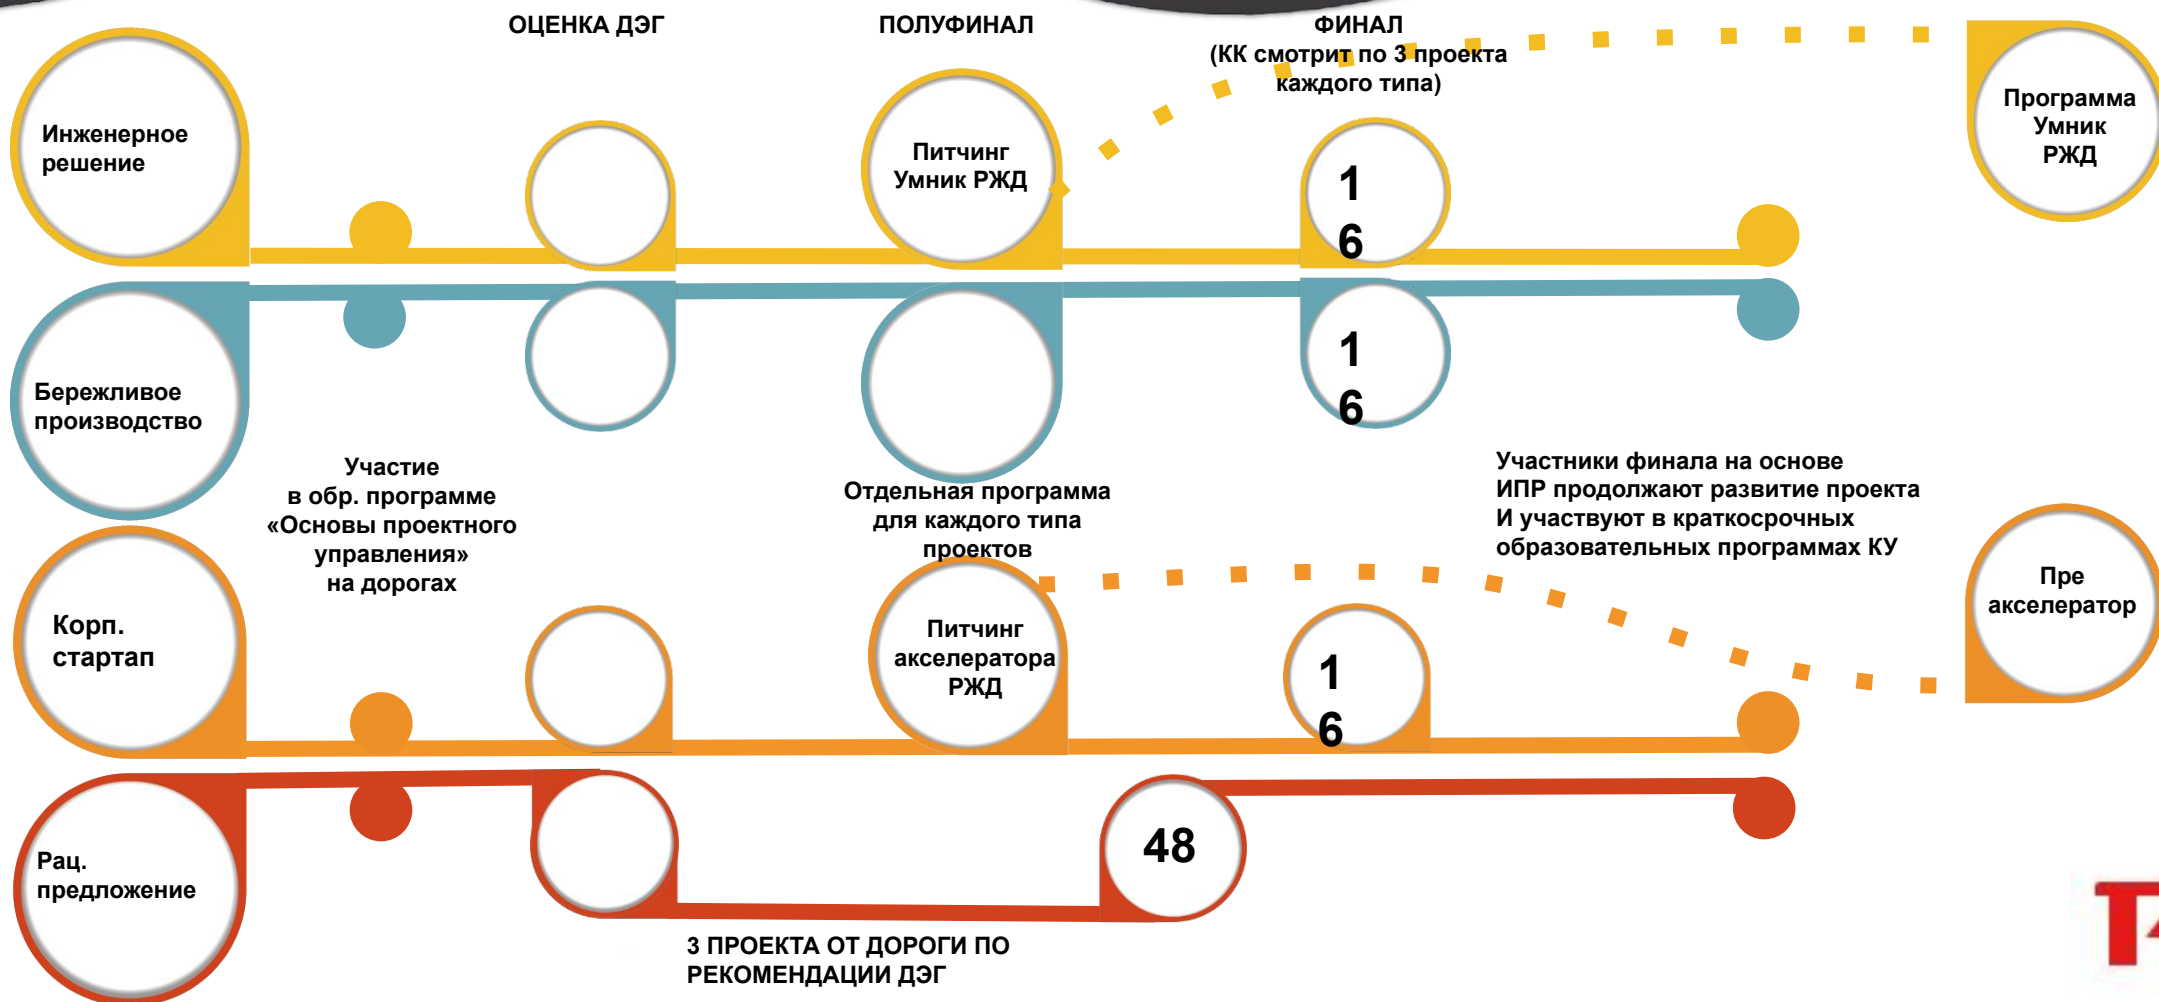 ОЦЕНКА ДЭГ
ПОЛУФИНАЛ
ФИНАЛ
(КК смотрит по 3 проекта
каждого типа)
Инженерное
решение
Питчинг
Умник РЖД
1
6
Программа
Умник
РЖД
Бережливое
производство
1
6
Участие
в обр. программе
«Основы проектного
управления»
на дорогах
Отдельная программа
для каждого типа
проектов
Участники финала на основе
ИПР продолжают развитие проекта
И участвуют в краткосрочных
образовательных программах КУ
Корп.
стартап
Питчинг
акселератора
РЖД
1
6
Пре
акселератор
Рац.
предложение
48
3 ПРОЕКТА ОТ ДОРОГИ ПО
РЕКОМЕНДАЦИИ ДЭГ